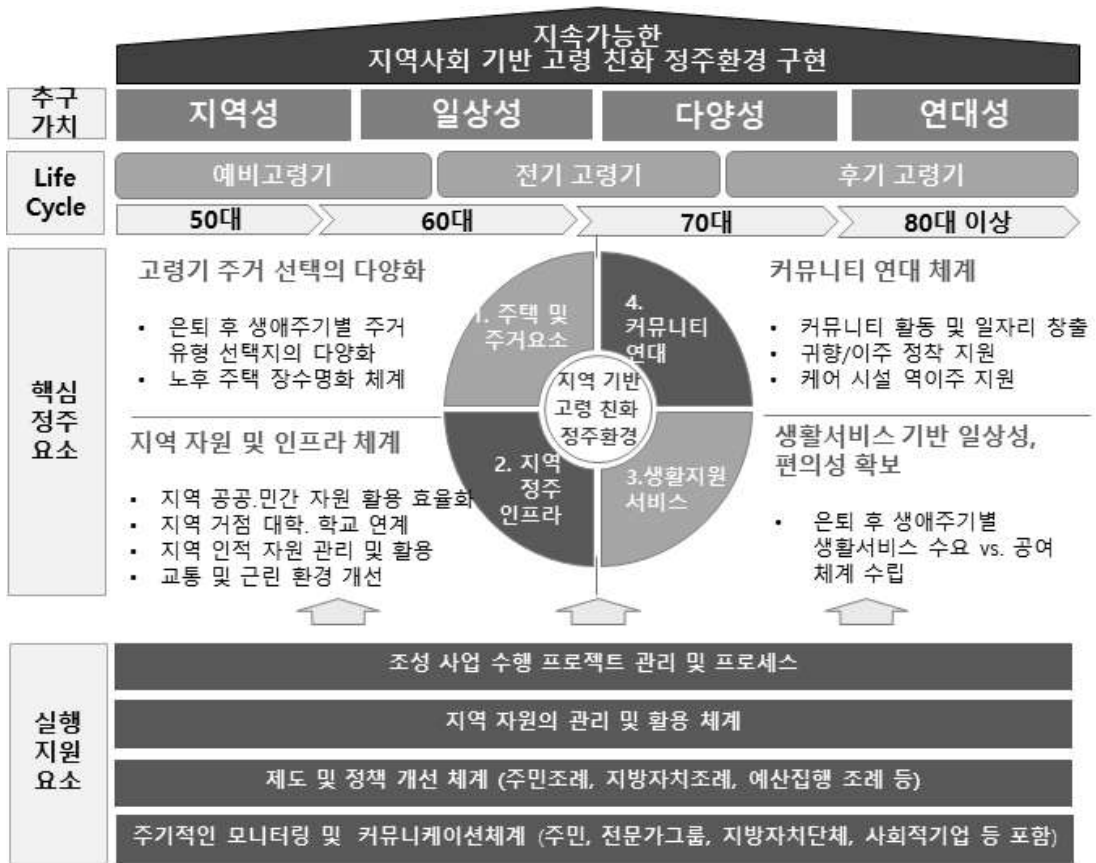 지속가능한
지역사회 기반 고령 친화 정주환경 구현
추구
가치
지역성
일상성
다양성
연대성
Life
Cycle
예비고령기
전기 고령기
후기 고령기
50대
60대
70대
80대 이상
핵심
정주
요소
고령기 주거 선택의 다양화
• 은퇴 후 생애주기별 주거
유형 선택지의 다양화
• 노후 주택 장수명화 체계
지역 자원 및 인프라 체계
• 지역 공공.민간 자원 활용 효율화
• 지역 거점 대학. 학교 연계
• 지역 인적 자원 관리 및 활용
• 교통 및 근린 환경 개선
1. 주택 및
주거요소
4.
커뮤니티
연대
지역 기반
고령 친화
정주환경
2. 지역
정주
인프라
3.생활지원
서비스
커뮤니티 연대 체계
• 커뮤니티 활동 및 일자리 창출
• 귀향/이주 정착 지원
• 케어 시설 역이주 지원
생활서비스 기반 일상성,
편의성 확보
• 은퇴 후 생애주기별
생활서비스 수요 vs. 공여
체계 수립
실행
지원
요소
조성 사업 수행 프로젝트 관리 및 프로세스
지역 자원의 관리 및 활용 체계
제도 및 정책 개선 체계 (주민조례, 지방자치조례, 예산집행 조례 등)
주기적인 모니터링 및 커뮤니케이션체계 (주민, 전문가그룹, 지방자치단체, 사회적기업 등 포함)